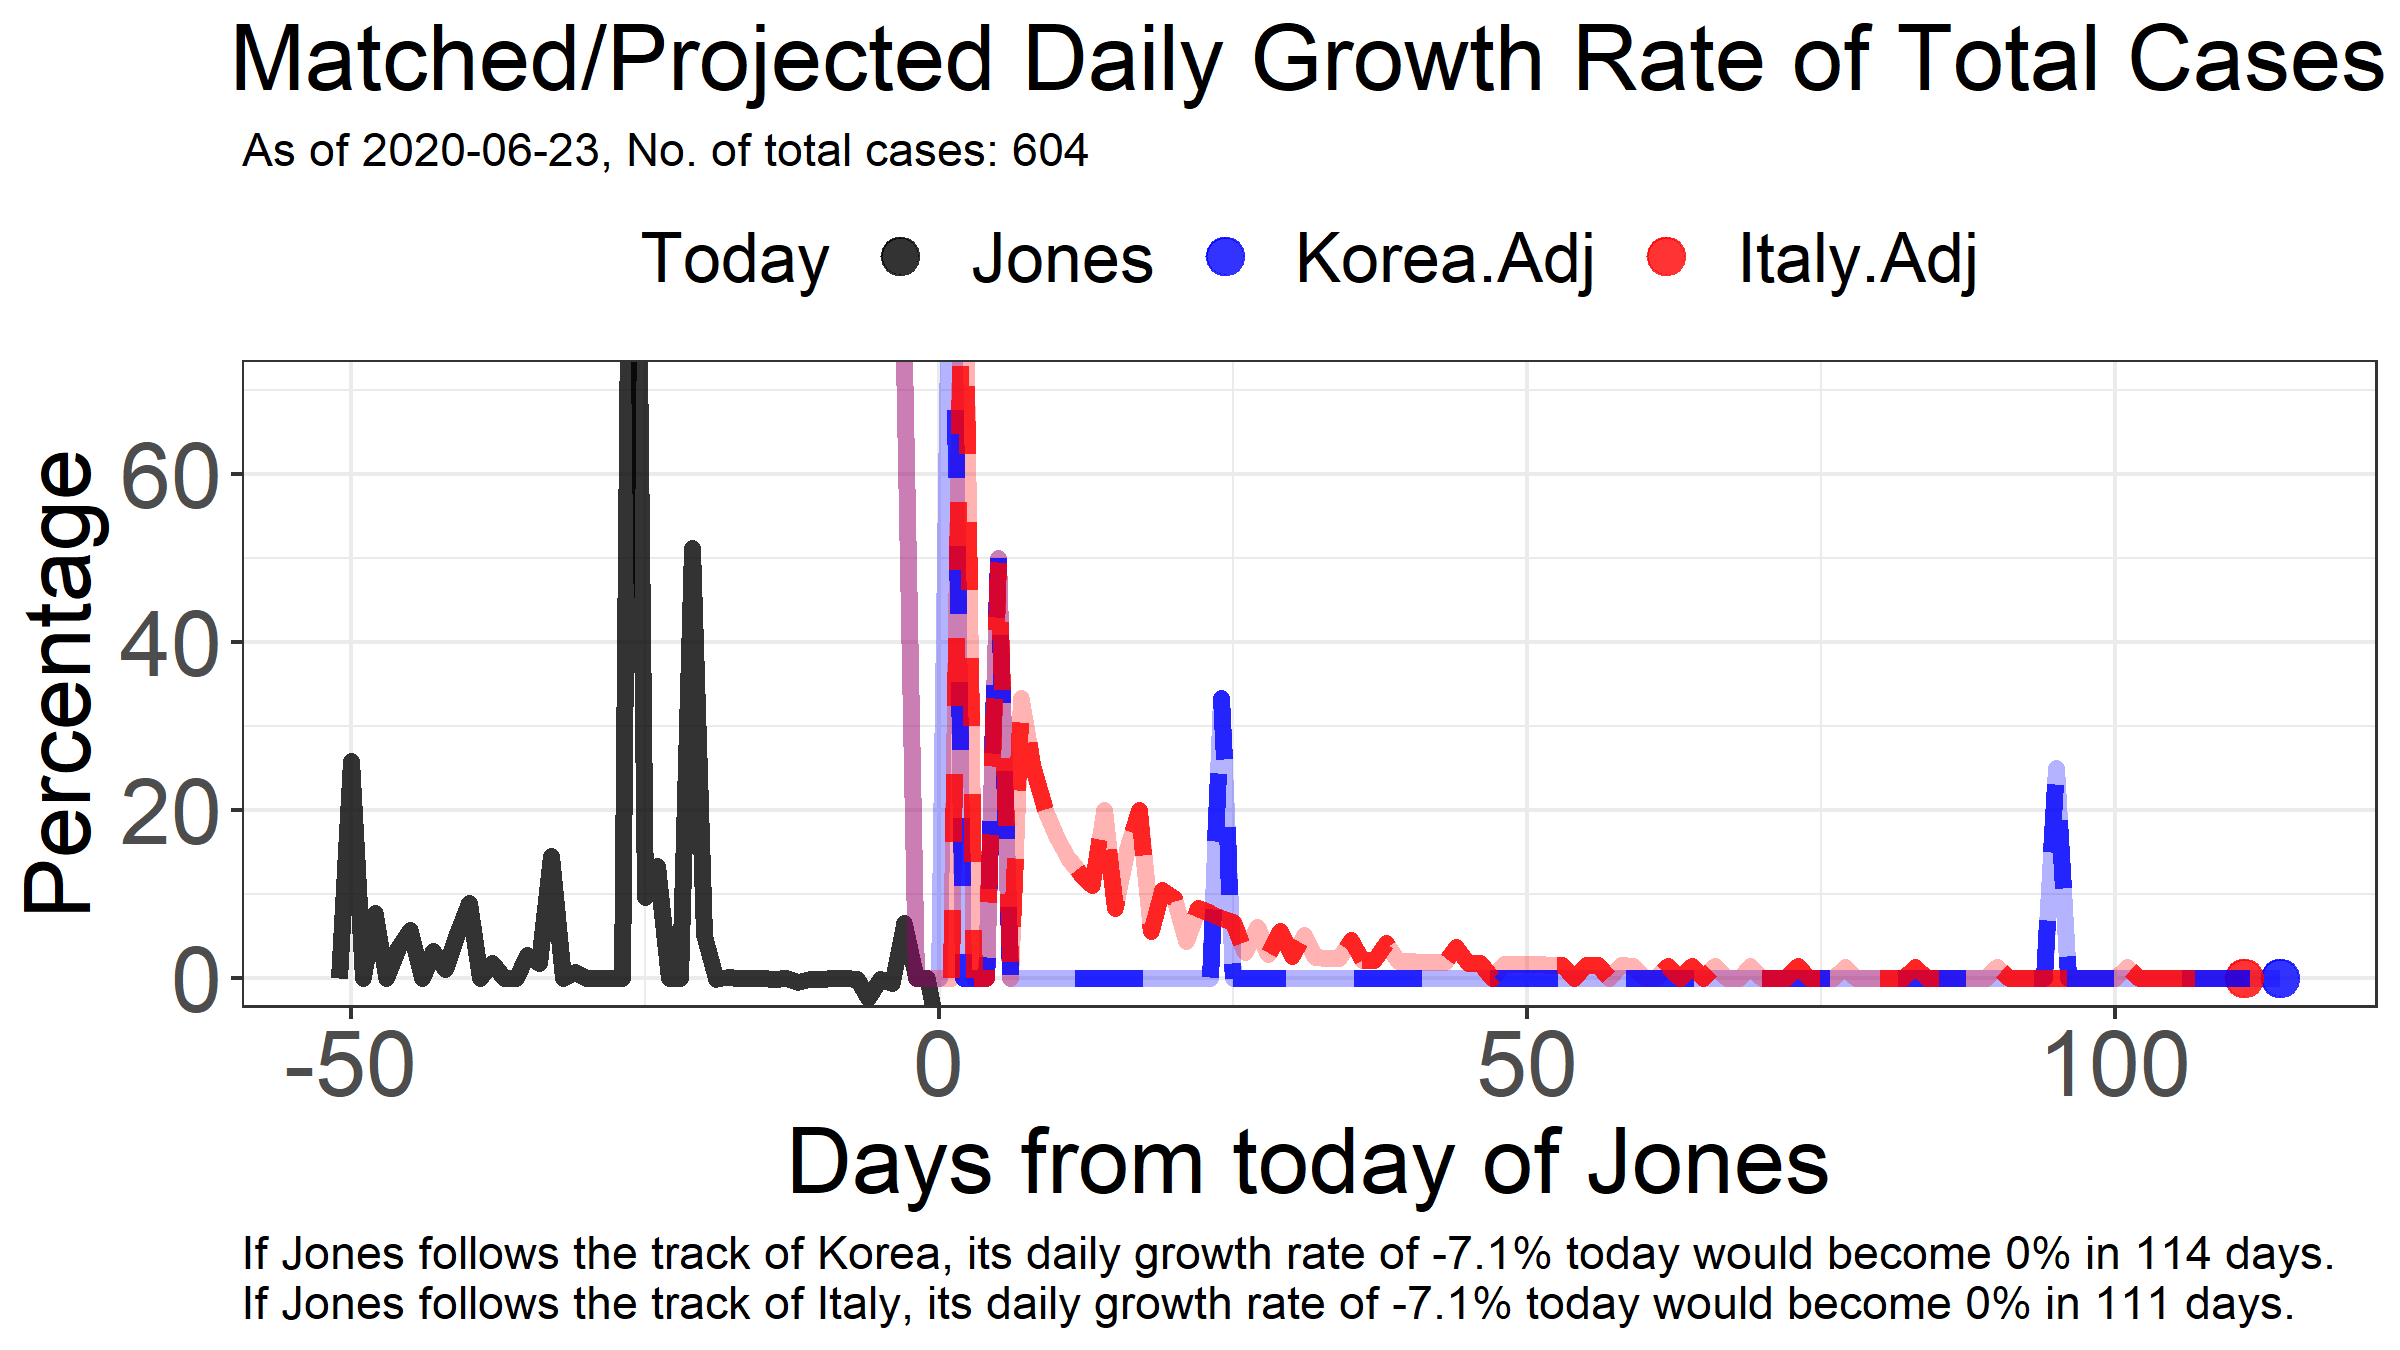 Matched/Projected Daily Growth Rate of Total Cases
As of 2020-06-23, No. of total cases: 604
Today Jones Korea.Adj Italy.Adj
Percentage
60
40
20
0
-50 0 50 100
Days from today of Jones
If Jones follows the track of Korea, its daily growth rate of -7.1% today would become 0% in 114 days.
If Jones follows the track of Italy, its daily growth rate of -7.1% today would become 0% in 111 days.